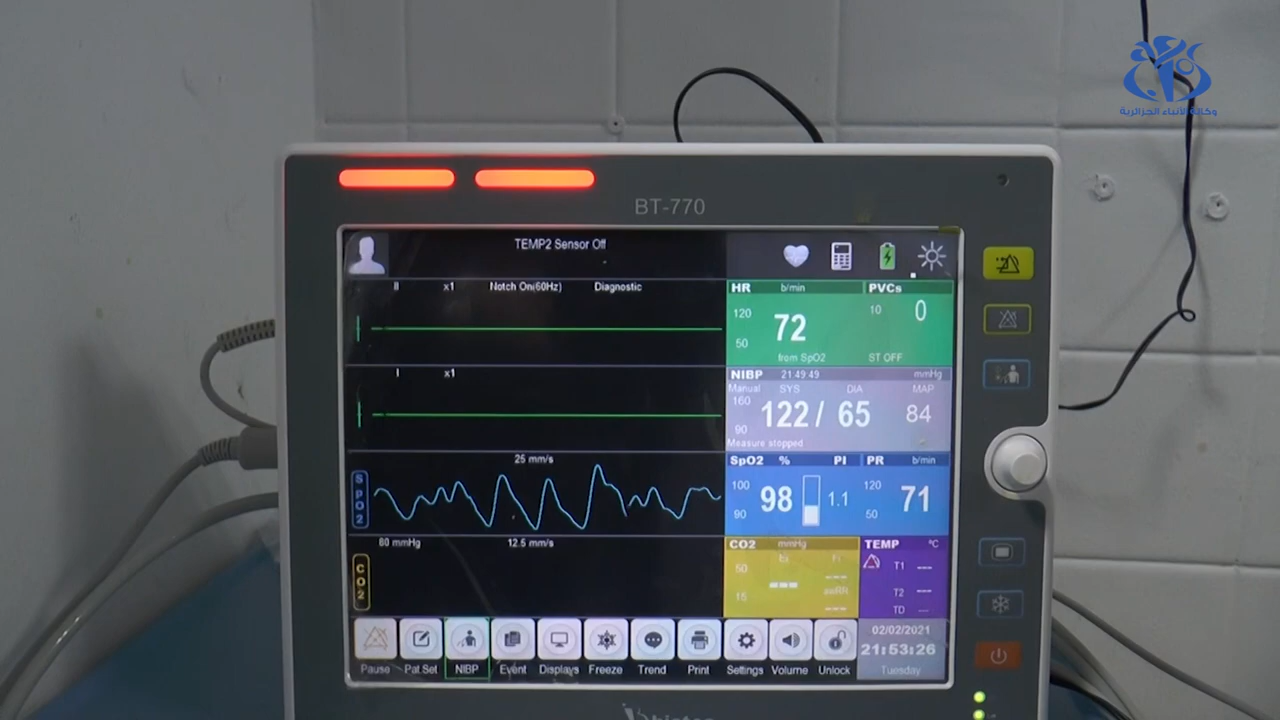 وكالة الأنباء الجزائرية
BT-770
TEMP2 Sensor Off
II x1 Notch On(60Hz) Diagnostic
HR b/min PVCs
120 72 10 0
50 from SpO2 ST OFF
I x1
NIBP 21:49:49 mmHg
Manual SYS DIA MAP
160 122 / 65 84
90
Measure stopped
25 mm/s
SpO2 % PI PR b/min
SPO2
100 98 1.1 120 71
90 50
80 mmHg 12.5 mm/s
CO2 mmHg TEMP °C
CO2
50 T1 ---
--- T2 ---
15 TD ---
02/02/2021
21:53:26
Tuesday
Pause Pat Set NIBP Event Displays Freeze Trend Print Settings Volume Unlock